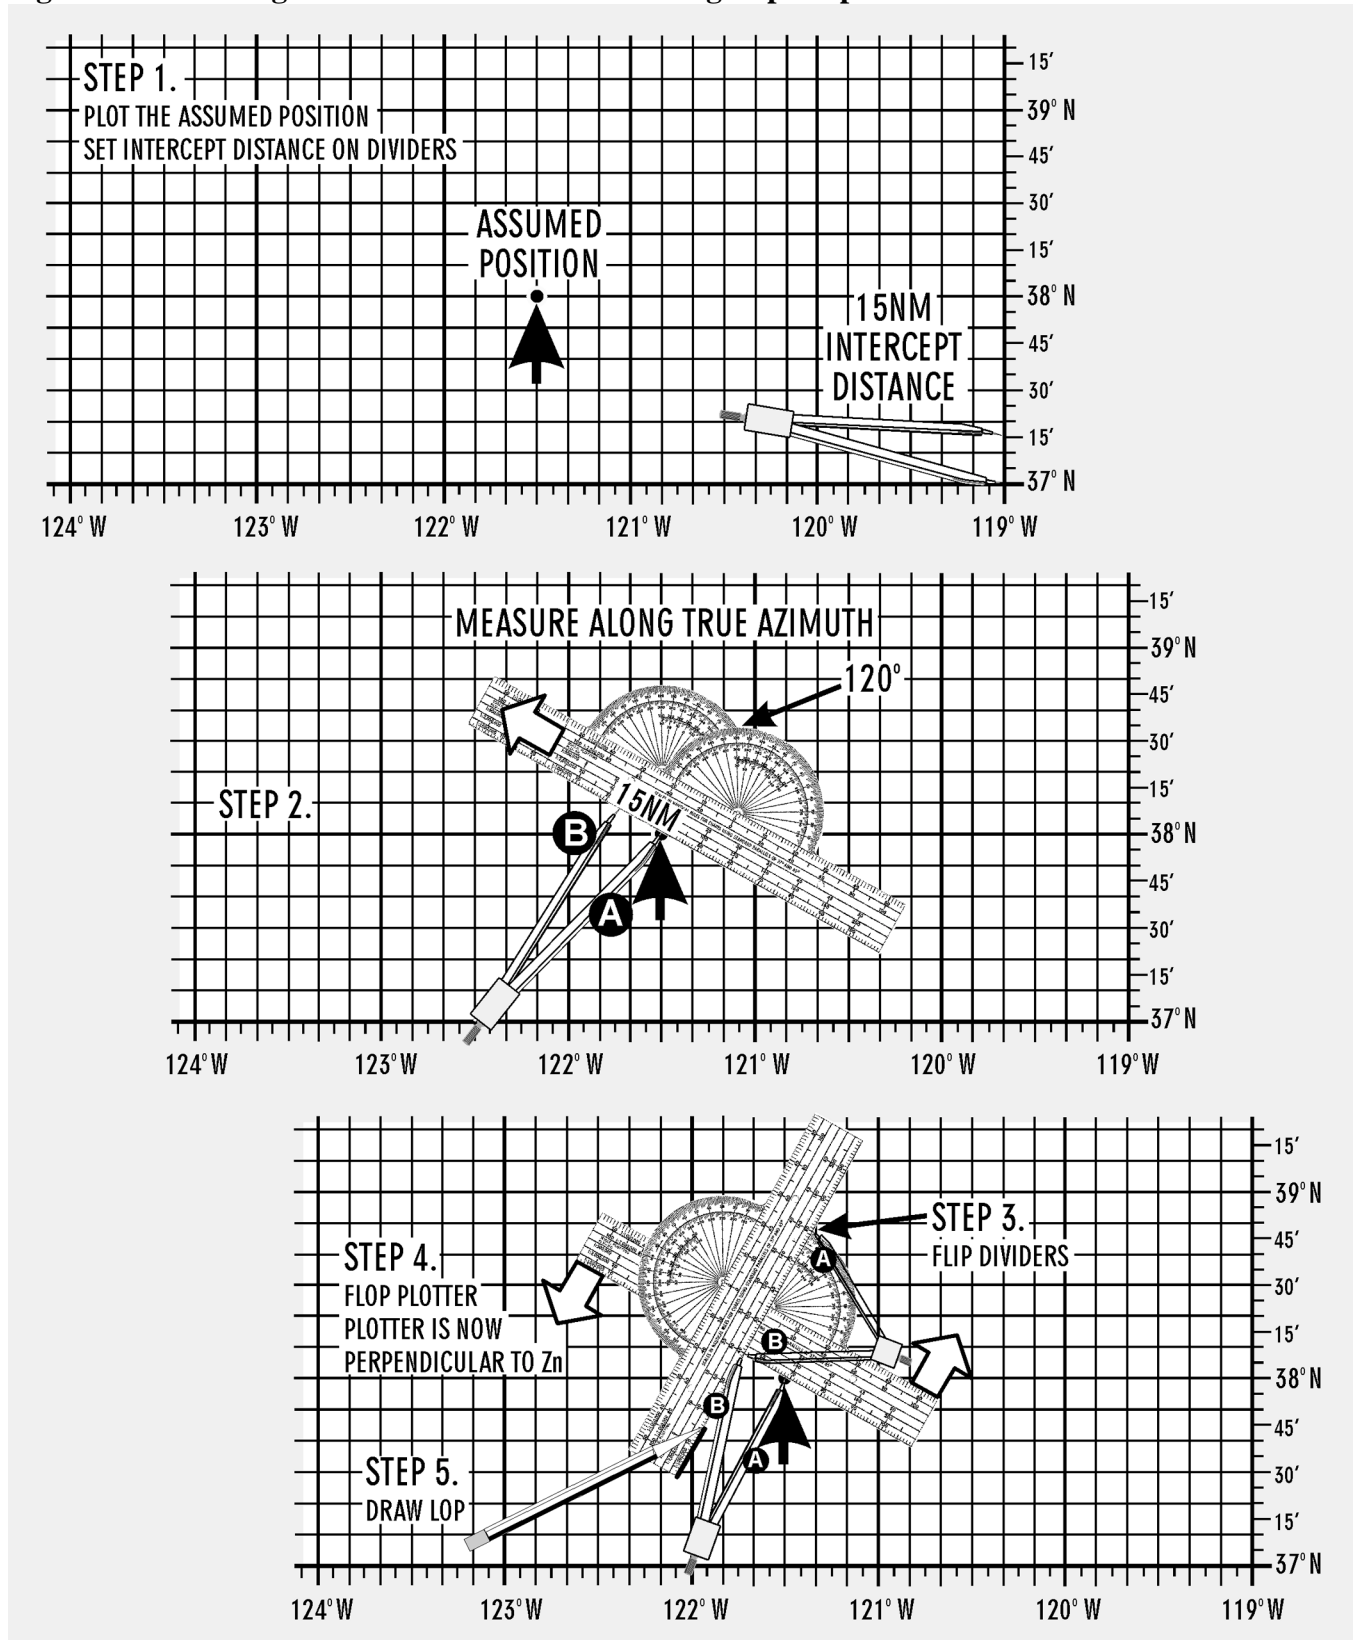 STEP 1.
PLOT THE ASSUMED POSITION
SET INTERCEPT DISTANCE ON DIVIDERS
ASSUMED
POSITION
15NM
INTERCEPT
DISTANCE
15′
39° N
45′
30′
15′
38° N
45′
30′
15′
37° N
124° W 123° W 122° W 121° W 120° W 119° W
MEASURE ALONG TRUE AZIMUTH
120°
STEP 2.
15NM
B
A
15′
39° N
45′
30′
15′
38° N
45′
30′
15′
37° N
124° W 123° W 122° W 121° W 120° W 119° W
STEP 3.
FLIP DIVIDERS
A
B
STEP 4.
FLOP PLOTTER
PLOTTER IS NOW
PERPENDICULAR TO Zn
B
A
STEP 5.
DRAW LOP
15′
39° N
45′
30′
15′
38° N
45′
30′
15′
37° N
124° W 123° W 122° W 121° W 120° W 119° W